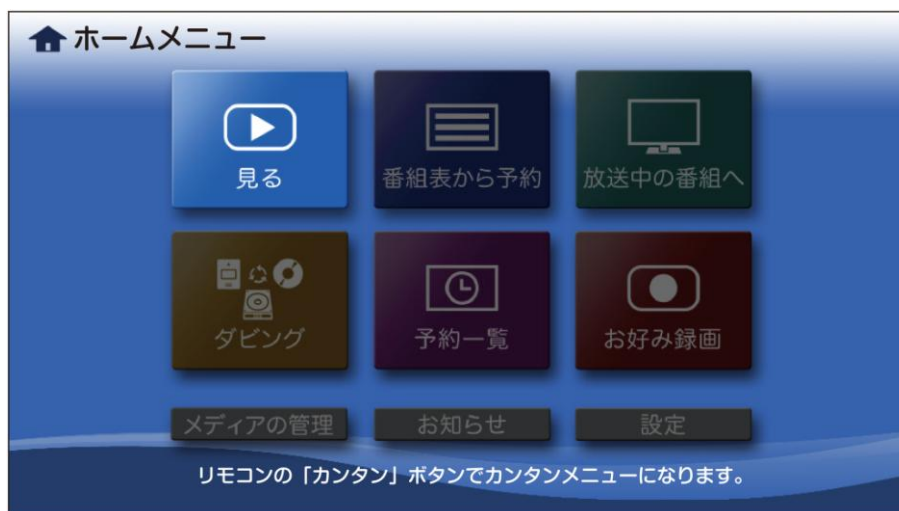 ホームメニュー
見る
番組表から予約
放送中の番組へ
ダビング
予約一覧
お好み録画
メディアの管理
お知らせ
設定
リモコンの「カンタン」ボタンでカンタンメニューになります。